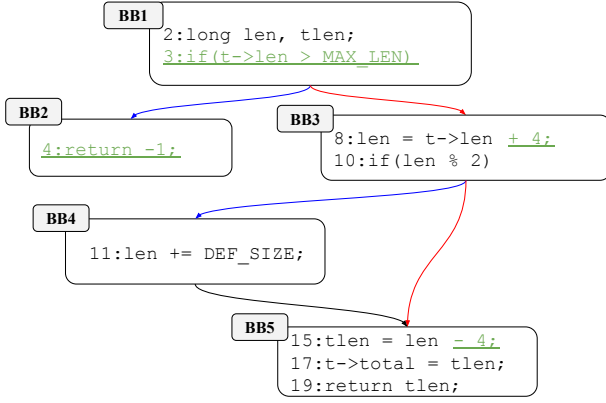 BB1
2:long len, tlen;
3:if(t->len > MAX_LEN)
BB2
4:return -1;
BB3
8:len = t->len + 4;
10:if(len % 2)
BB4
11:len += DEF_SIZE;
BB5
15:tlen = len - 4;
17:t->total = tlen;
19:return tlen;